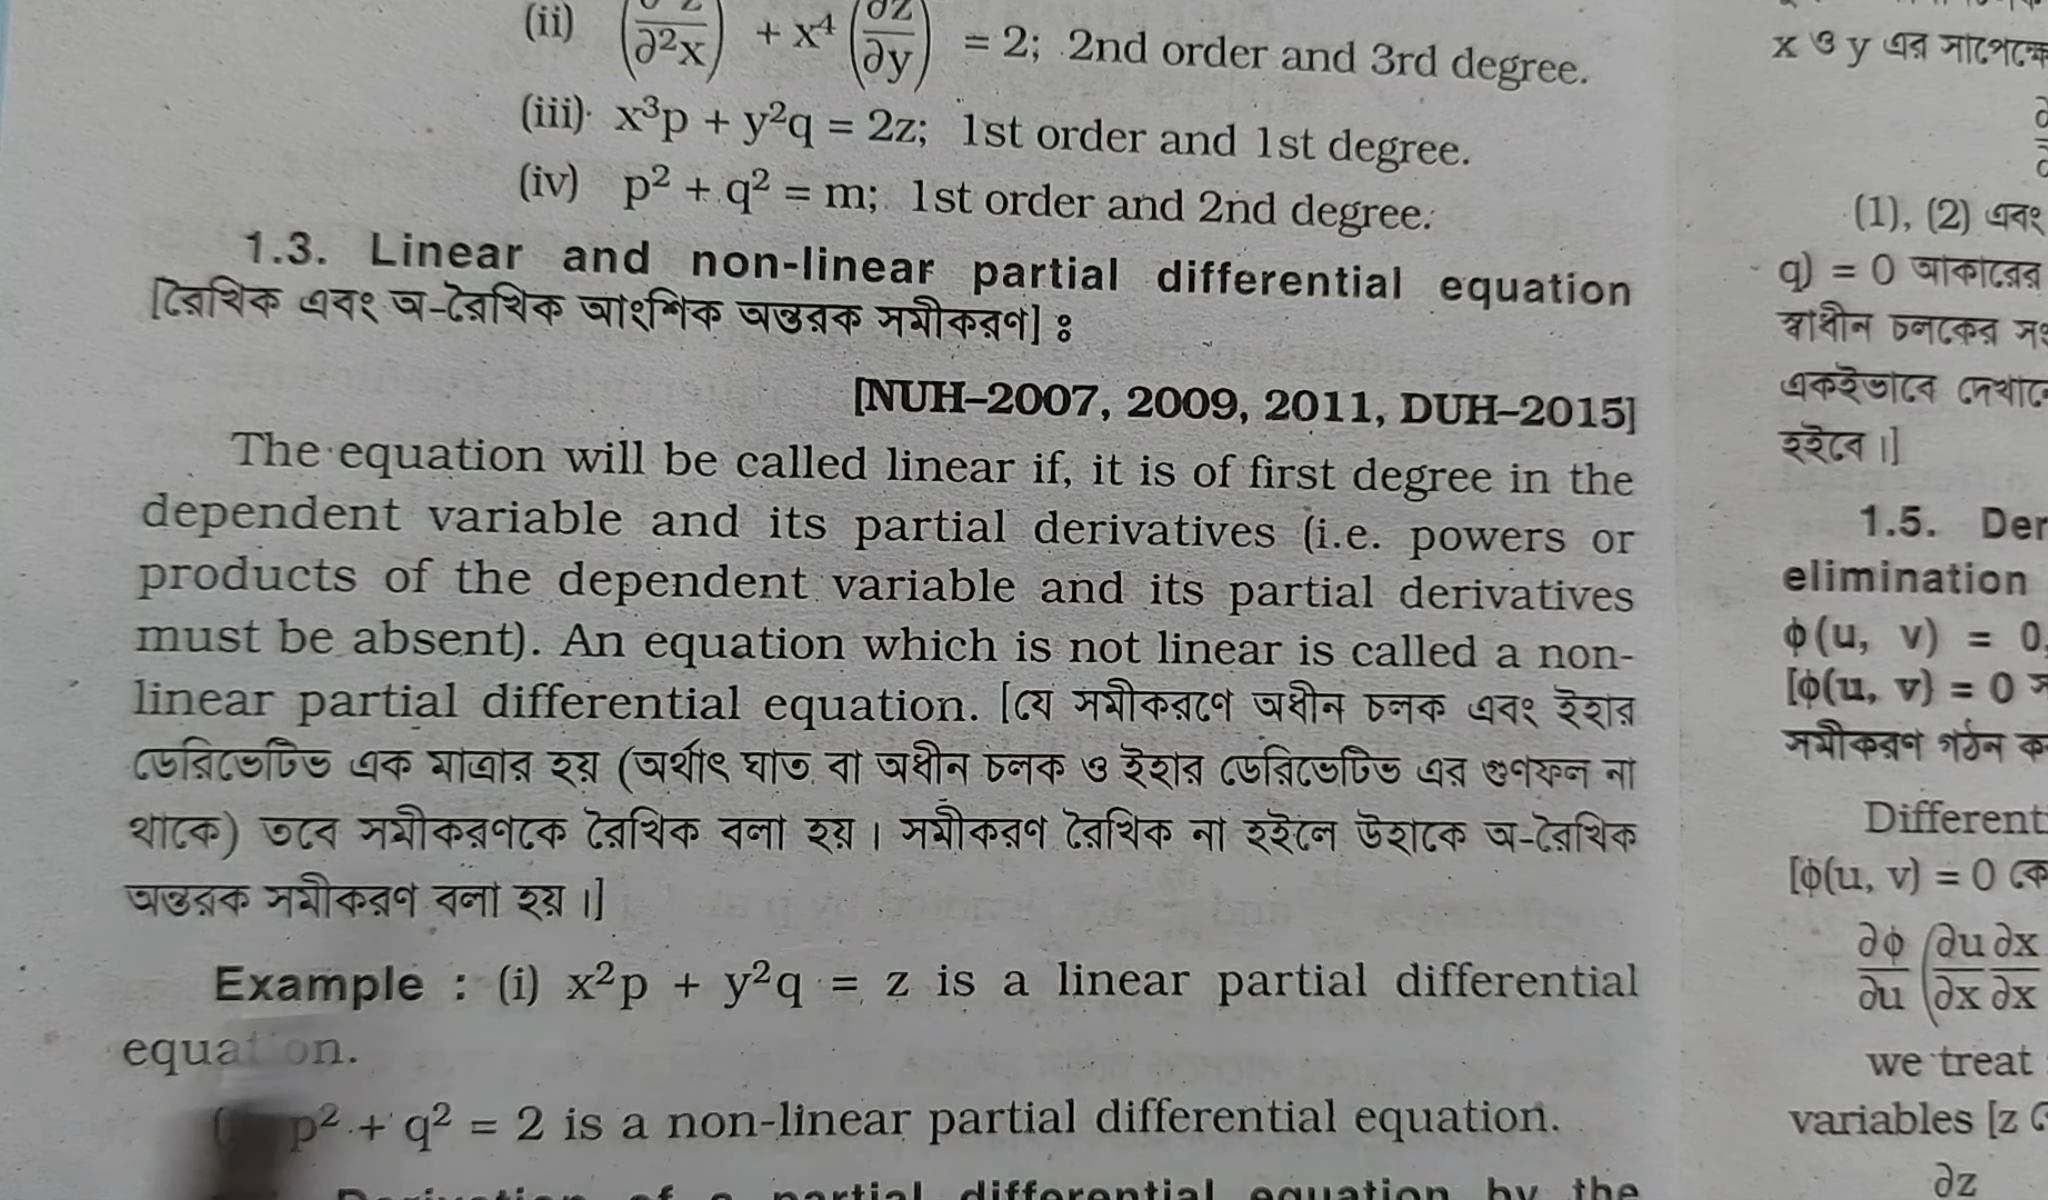 (ii) (∂²z/∂²x) + x⁴ (∂z/∂y) = 2; 2nd order and 3rd degree.
(iii) x³p + y²q = 2z; 1st order and 1st degree.
(iv) p² + q² = m; 1st order and 2nd degree.
1.3. Linear and non-linear partial differential equation
[রৈখিক এবং অ-রৈখিক আংশিক অন্তরক সমীকরণ] ঃ
[NUH–2007, 2009, 2011, DUH–2015]
The equation will be called linear if, it is of first degree in the
dependent variable and its partial derivatives (i.e. powers or
products of the dependent variable and its partial derivatives
must be absent). An equation which is not linear is called a non-
linear partial differential equation. [যে সমীকরণে অধীন চলক এবং ইহার
ডেরিভেটিভ এক মাত্রার হয় (অর্থাৎ ঘাত বা অধীন চলক ও ইহার ডেরিভেটিভ এর গুণফল না
থাকে) তবে সমীকরণকে রৈখিক বলা হয়। সমীকরণ রৈখিক না হইলে উহাকে অ-রৈখিক
অন্তরক সমীকরণ বলা হয়।]
Example : (i) x²p + y²q = z is a linear partial differential
equation.
p² + q² = 2 is a non-linear partial differential equation.
Derivation of a partial differential equation by the
x ও y এর সাপেক্ষে
(1), (2) এবং
q) = 0 আকারের
স্বাধীন চলকের
একইভাবে
হইবে।]
1.5.
elimination
ϕ(u, v) = 0,
[ϕ(u, v) = 0
সমীকরণ গঠন
[ϕ(u, v) = 0
∂ϕ/∂u (∂u/∂x ∂x/∂x
we treat
variables [z
∂z